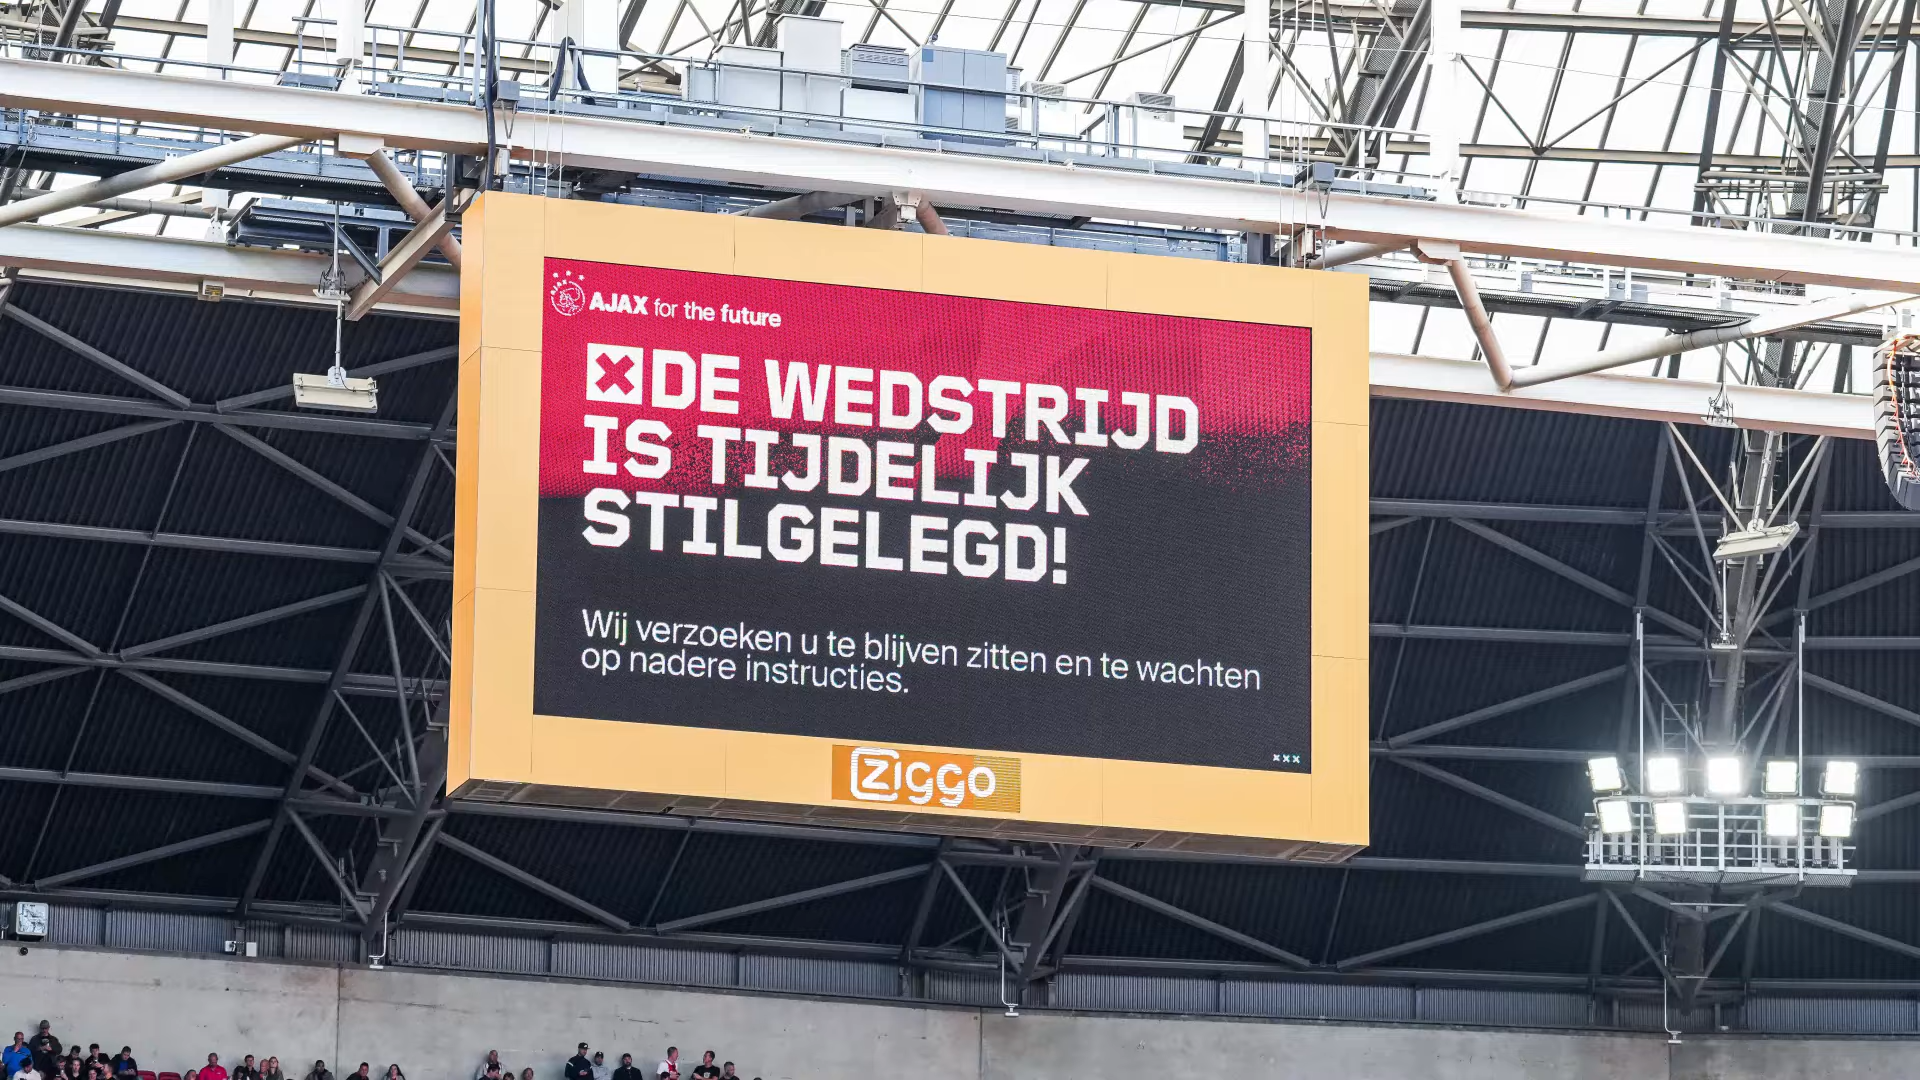 AJAX for the future
DE WEDSTRIJD
IS TIJDELIJK
STILGELEGD!
Wij verzoeken u te blijven zitten en te wachten
op nadere instructies.
xxx
ziggo